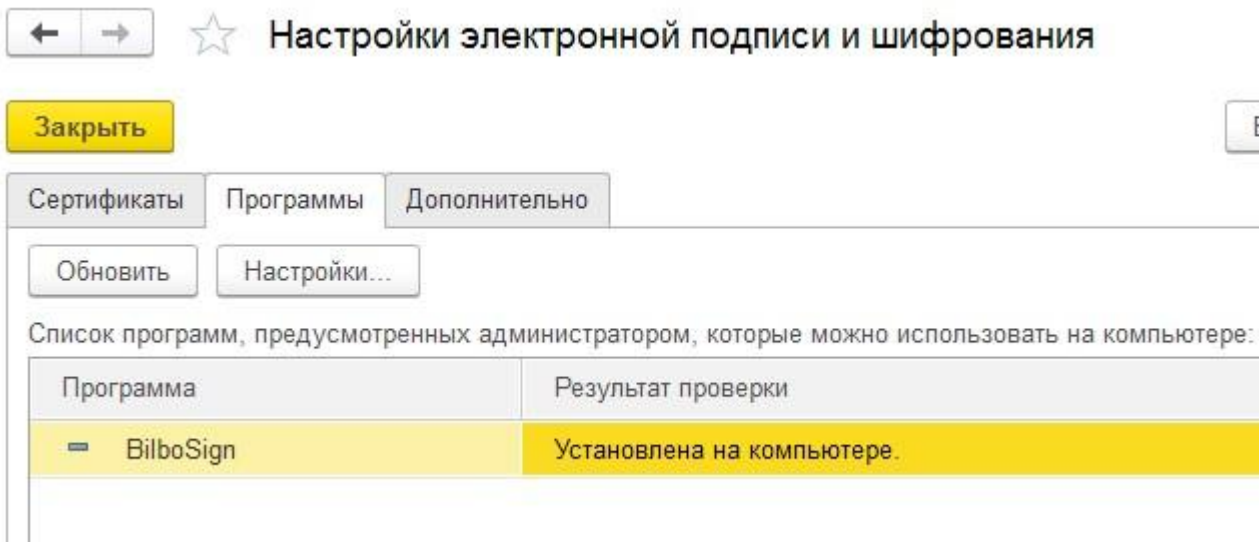 Настройки электронной подписи и шифрования
Закрыть
Сертификаты Программы Дополнительно
Обновить Настройки...
Список программ, предусмотренных администратором, которые можно использовать на компьютере:
Программа Результат проверки
BilboSign Установлена на компьютере.